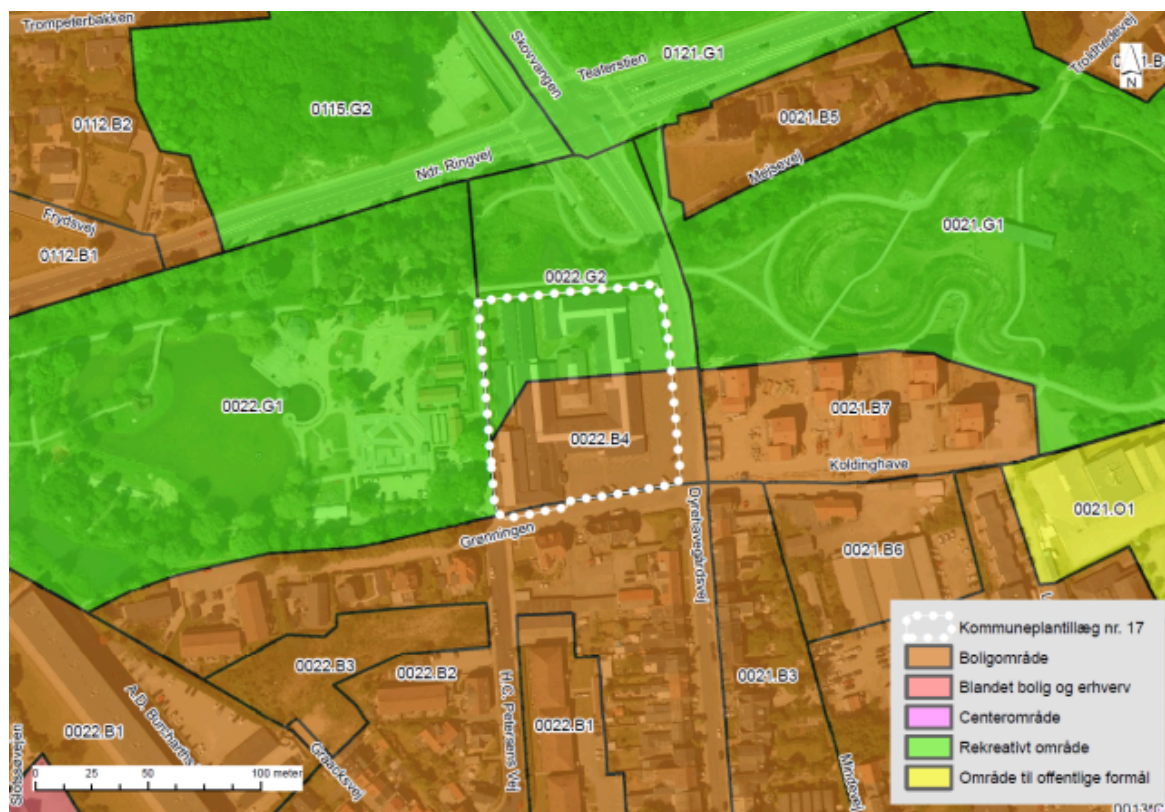 Trompeterbakken
Skovvangen
Teaterstien
0121.G1
Troldhedevej
N
0115.G2
0112.B2
0021.B5
Ndr. Ringvej
Mejsevej
Frydsvej
0112.B1
0021.G1
0022.G2
0022.G1
0021.B7
0022.B4
Koldinghave
Grønningen
Dyrehavegårdsvej
0021.O1
0021.B6
0022.B3
0022.B2
0021.B3
H.C. Petersens Vej
0022.B1
0022.B1
Graacksvej
Slotssøvejen
0 25 50 100 meter
Kommuneplantillæg nr. 17
Boligområde
Blandet bolig og erhverv
Centerområde
Rekreativt område
Område til offentlige formål